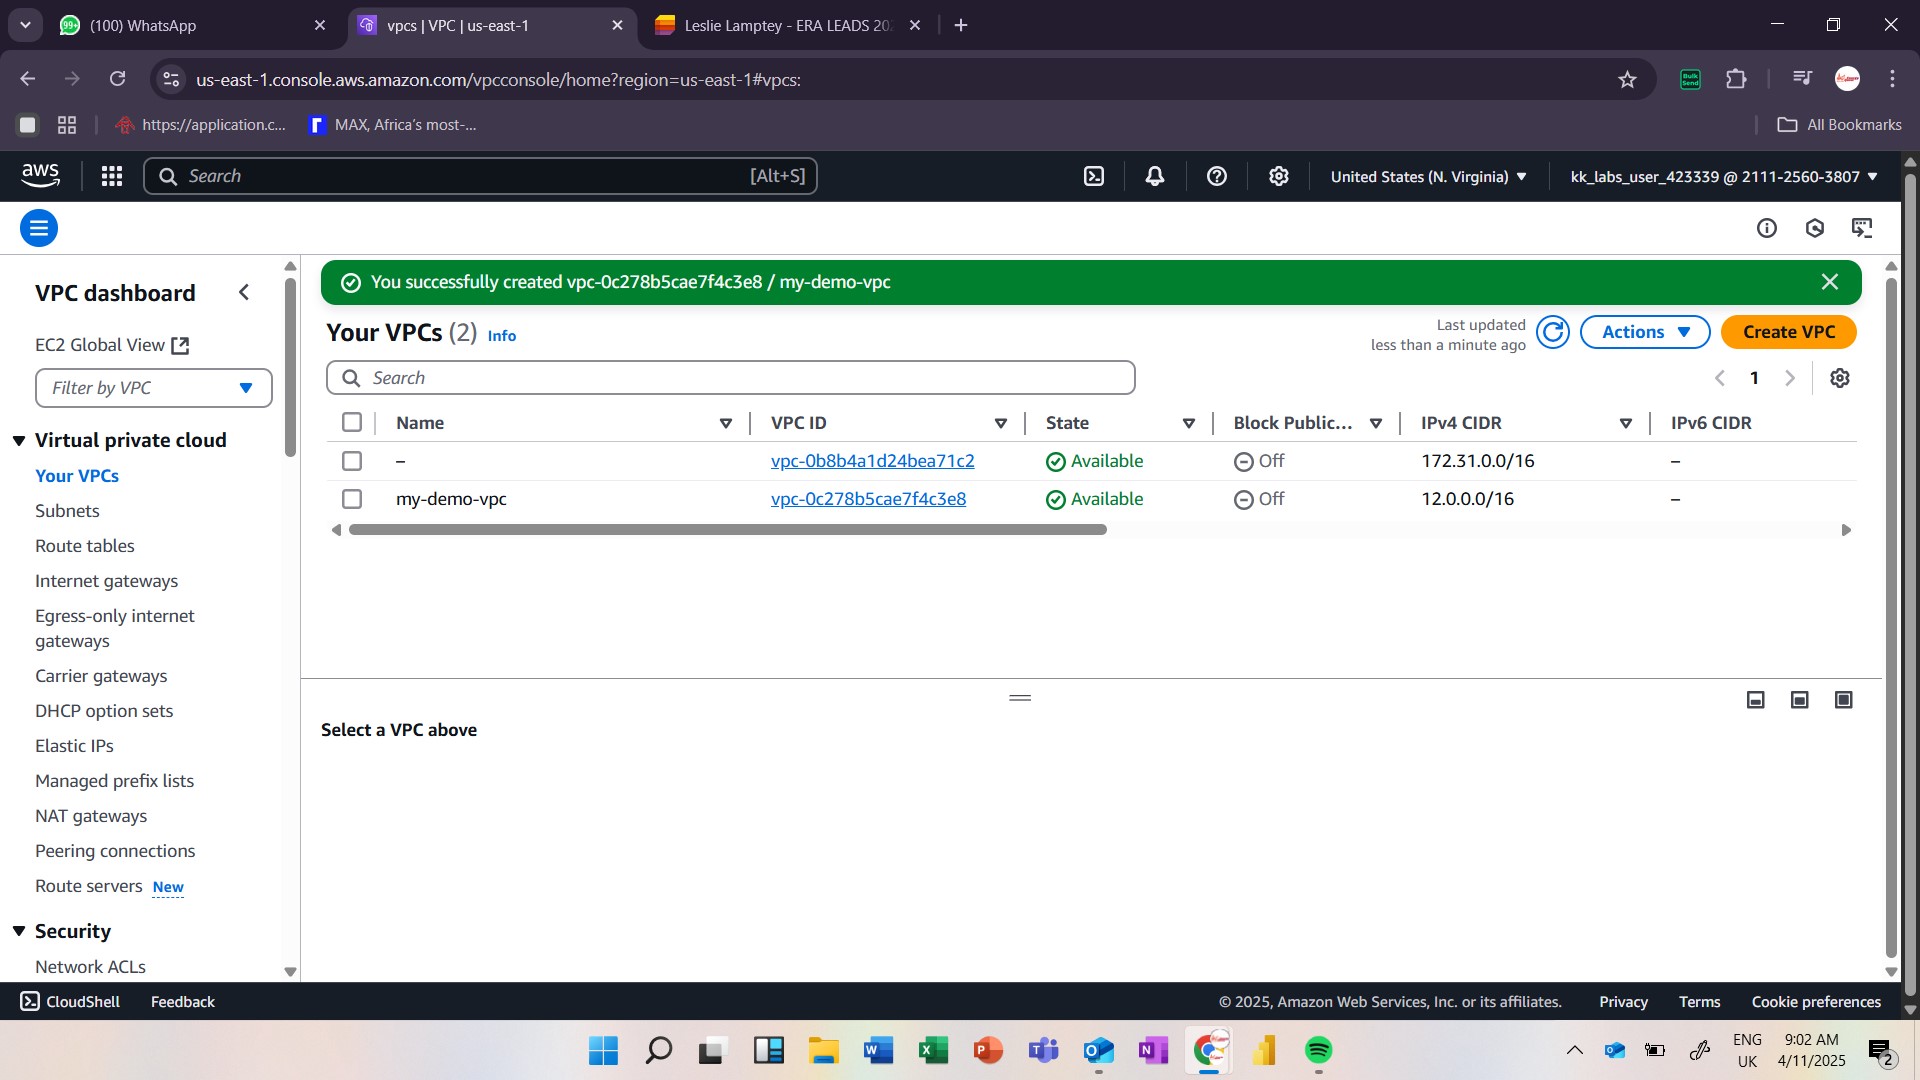 (100) WhatsApp
vpcs | VPC | us-east-1
Leslie Lamptey - ERA LEADS 202
us-east-1.console.aws.amazon.com/vpcconsole/home?region=us-east-1#vpcs:
https://application.c...
MAX, Africa's most-...
All Bookmarks
aws
Search
[Alt+S]
United States (N. Virginia)
kk_labs_user_423339 @ 2111-2560-3807
VPC dashboard
EC2 Global View
Filter by VPC
Virtual private cloud
Your VPCs
Subnets
Route tables
Internet gateways
Egress-only internet
gateways
Carrier gateways
DHCP option sets
Elastic IPs
Managed prefix lists
NAT gateways
Peering connections
Route servers New
Security
Network ACLs
You successfully created vpc-0c278b5cae7f4c3e8 / my-demo-vpc
Your VPCs (2) Info
Last updated
less than a minute ago
Actions
Create VPC
Search
1
Name VPC ID State Block Public... IPv4 CIDR IPv6 CIDR
– vpc-0b8b4a1d24bea71c2 Available Off 172.31.0.0/16 –
my-demo-vpc vpc-0c278b5cae7f4c3e8 Available Off 12.0.0.0/16 –
Select a VPC above
CloudShell Feedback
© 2025, Amazon Web Services, Inc. or its affiliates. Privacy Terms Cookie preferences
ENG
UK
9:02 AM
4/11/2025
2